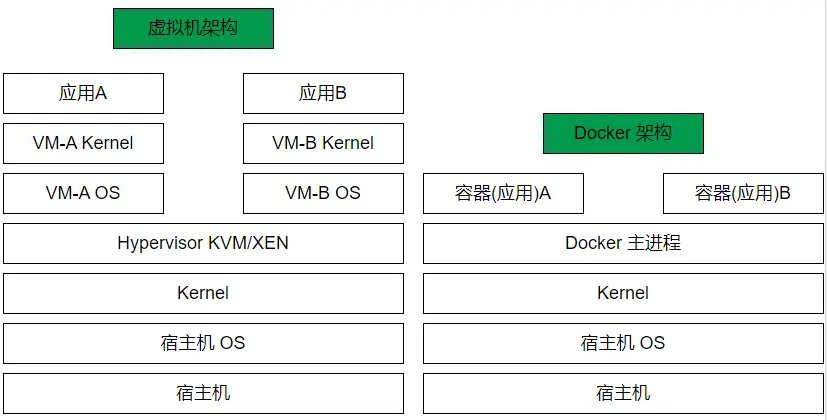 虚拟机架构
应用A
应用B
VM-A Kernel
VM-B Kernel
VM-A OS
VM-B OS
Hypervisor KVM/XEN
Kernel
宿主机 OS
宿主机
Docker 架构
容器(应用)A
容器(应用)B
Docker 主进程
Kernel
宿主机 OS
宿主机